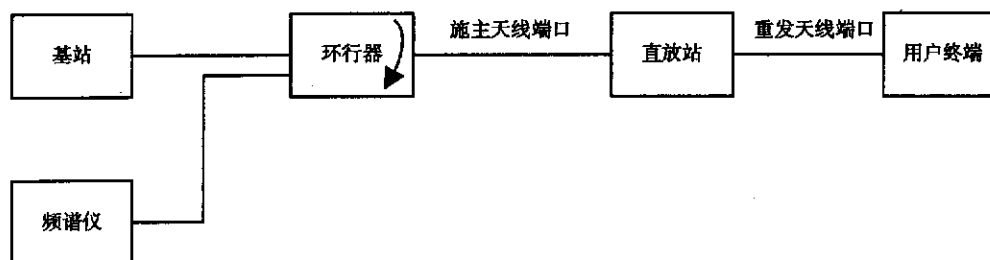 基站
环行器
施主天线端口
直放站
重发天线端口
用户终端
频谱仪